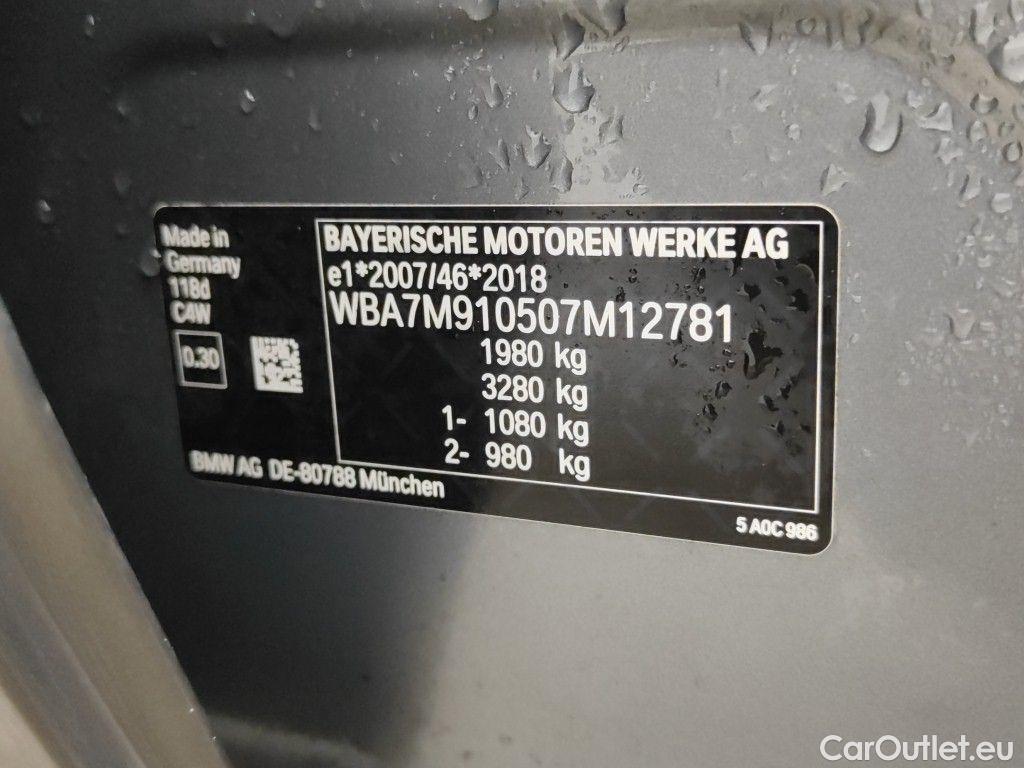 Made in
Germany
118d
C4W
0.30
BAYERISCHE MOTOREN WERKE AG
e1*2007/46*2018
WBA7M910507M12781
1980 kg
3280 kg
1- 1080 kg
2- 980 kg
BMW AG DE-80788 München
5 A0C 986
CarOutlet.eu